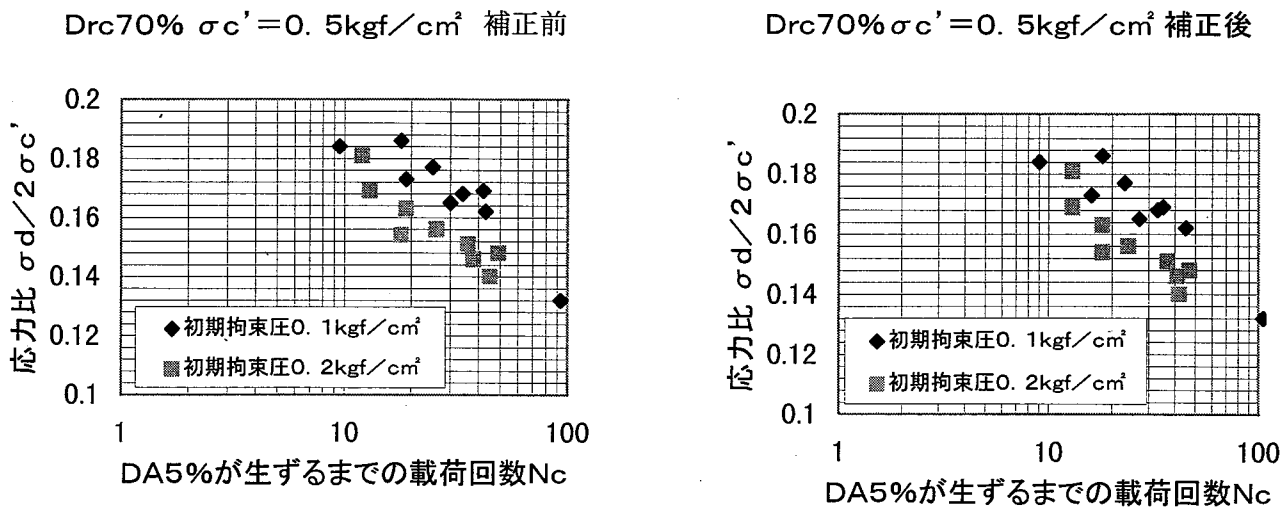 Drc70% σc'=0.5kgf/cm² 補正前
0.2
0.18
0.16
0.14
0.12
0.1
応力比 σd/2σc'
◆初期拘束圧0.1kgf/cm²
■初期拘束圧0.2kgf/cm²
1 10 100
DA5%が生ずるまでの載荷回数Nc
Drc70%σc'=0.5kgf/cm² 補正後
0.2
0.18
0.16
0.14
0.12
0.1
応力比 σd/2σc'
◆初期拘束圧0.1kgf/cm²
■初期拘束圧0.2kgf/cm²
1 10 100
DA5%が生ずるまでの載荷回数Nc